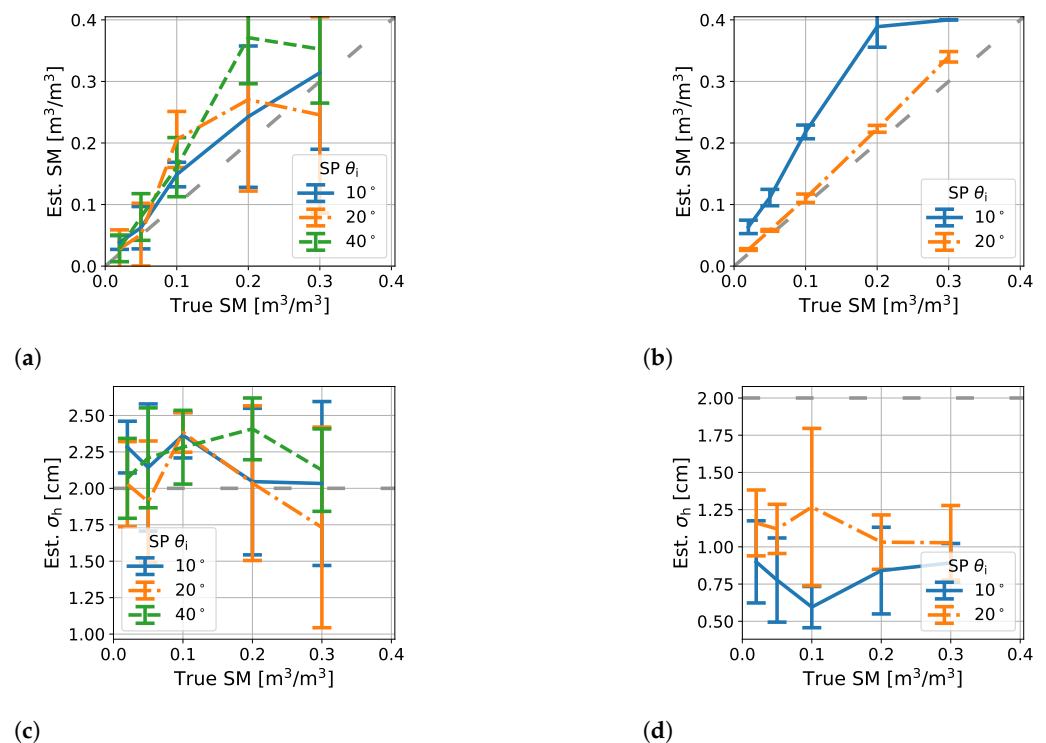 0.4
0.3
0.2
0.1
0.0
Est. SM [m³/m³]
SP θi
10°
20°
40°
0.0 0.1 0.2 0.3 0.4
True SM [m³/m³]
(a)
0.4
0.3
0.2
0.1
0.0
Est. SM [m³/m³]
SP θi
10°
20°
0.0 0.1 0.2 0.3 0.4
True SM [m³/m³]
(b)
2.50
2.25
2.00
1.75
1.50
1.25
1.00
Est. σh [cm]
SP θi
10°
20°
40°
0.0 0.1 0.2 0.3 0.4
True SM [m³/m³]
(c)
2.00
1.75
1.50
1.25
1.00
0.75
0.50
Est. σh [cm]
SP θi
10°
20°
0.0 0.1 0.2 0.3 0.4
True SM [m³/m³]
(d)